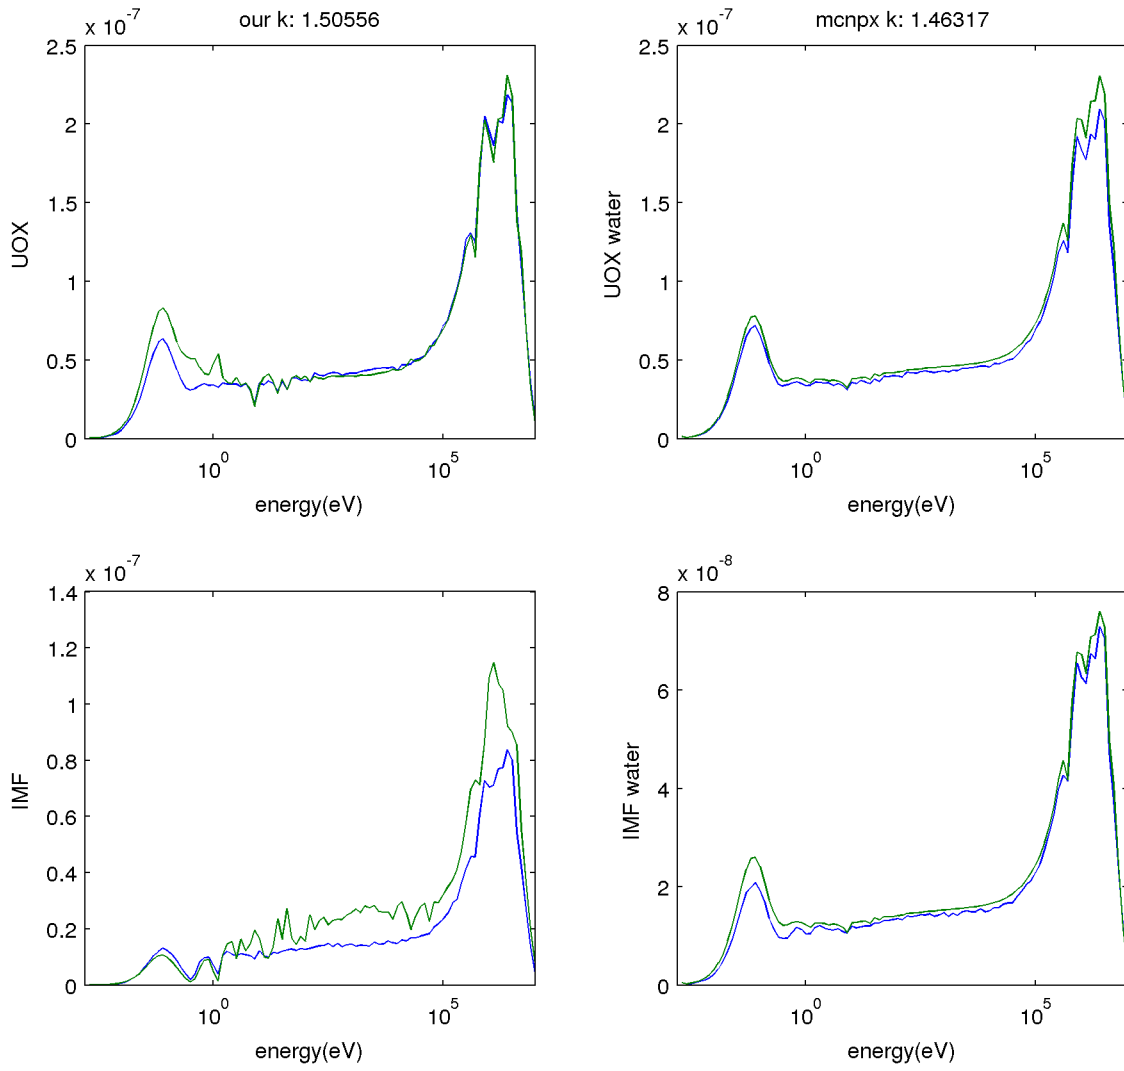 our k: 1.50556
x 10^-7
2.5
2
1.5
1
0.5
0
UOX
10^0
10^5
energy(eV)
mcnpx k: 1.46317
x 10^-7
2.5
2
1.5
1
0.5
0
UOX water
10^0
10^5
energy(eV)
x 10^-7
1.4
1.2
1
0.8
0.6
0.4
0.2
0
IMF
10^0
10^5
energy(eV)
x 10^-8
8
6
4
2
0
IMF water
10^0
10^5
energy(eV)